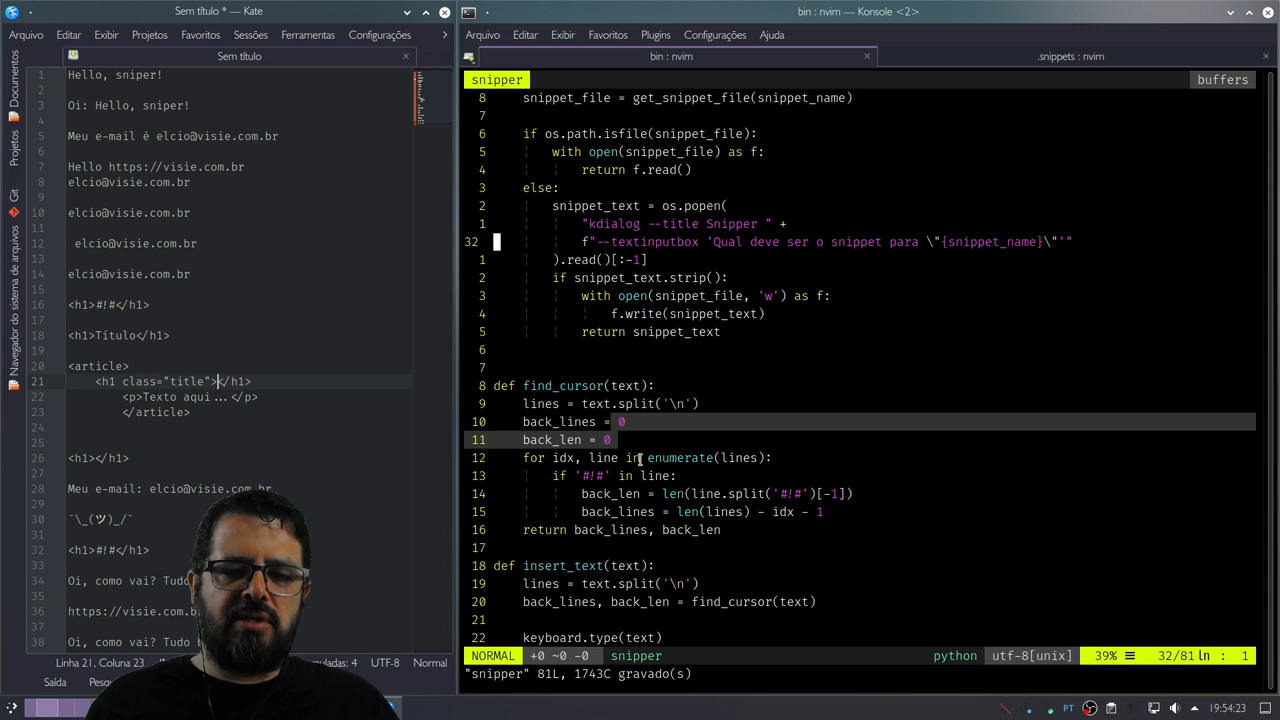 Sem título * — Kate
Arquivo Editar Exibir Projetos Favoritos Sessões Ferramentas Configurações
Sem título
Documentos
Projetos
Git
Navegador do sistema de arquivos
1 Hello, sniper!
2
3 Oi: Hello, sniper!
4
5 Meu e-mail é elcio@visie.com.br
6
7 Hello https://visie.com.br
8 elcio@visie.com.br
9
10 elcio@visie.com.br
11
12 elcio@visie.com.br
13
14 elcio@visie.com.br
15
16 <h1>#!#</h1>
17
18 <h1>Título</h1>
19
20 <article>
21 <h1 class="title"></h1>
22 <p>Texto aqui...</p>
23 </article>
24
25
26 <h1></h1>
27
28 Meu e-mail: elcio@visie.com.br
29
30 ¯\_(ツ)_/¯
31
32 <h1>#!#</h1>
33
34 Oi, como vai? Tudo
35
36 https://visie.com.b
37
38 Oi, como vai? Tudo
Linha 21, Coluna 23
4
UTF-8
Normal
Saída
bin : nvim — Konsole <2>
Arquivo Editar Exibir Favoritos Plugins Configurações Ajuda
bin : nvim
.snippets : nvim
snipper
buffers
8 snippet_file = get_snippet_file(snippet_name)
7
6 if os.path.isfile(snippet_file):
5 with open(snippet_file) as f:
4 return f.read()
3 else:
2 snippet_text = os.popen(
1 "kdialog --title Snipper " +
32 f"--textinputbox 'Qual deve ser o snippet para \"{snippet_name}\"'"
1 ).read()[:-1]
2 if snippet_text.strip():
3 with open(snippet_file, 'w') as f:
4 f.write(snippet_text)
5 return snippet_text
6
7
8 def find_cursor(text):
9 lines = text.split('\n')
10 back_lines = 0
11 back_len = 0
12 for idx, line in enumerate(lines):
13 if '#!#' in line:
14 back_len = len(line.split('#!#')[-1])
15 back_lines = len(lines) - idx - 1
16 return back_lines, back_len
17
18 def insert_text(text):
19 lines = text.split('\n')
20 back_lines, back_len = find_cursor(text)
21
22 keyboard.type(text)
NORMAL +0 ~0 -0 snipper python utf-8[unix] 39% ☰ 32/81 ln : 1
"snipper" 81L, 1743C gravado(s)
PT
19:54:23